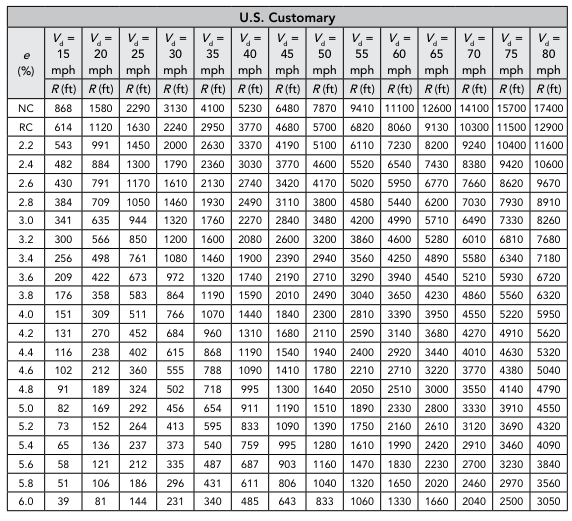 U.S. Customary
e (%) Vd = 15 mph Vd = 20 mph Vd = 25 mph Vd = 30 mph Vd = 35 mph Vd = 40 mph Vd = 45 mph Vd = 50 mph Vd = 55 mph Vd = 60 mph Vd = 65 mph Vd = 70 mph Vd = 75 mph Vd = 80 mph
R (ft) R (ft) R (ft) R (ft) R (ft) R (ft) R (ft) R (ft) R (ft) R (ft) R (ft) R (ft) R (ft) R (ft)
NC 868 1580 2290 3130 4100 5230 6480 7870 9410 11100 12600 14100 15700 17400
RC 614 1120 1630 2240 2950 3770 4680 5700 6820 8060 9130 10300 11500 12900
2.2 543 991 1450 2000 2630 3370 4190 5100 6110 7230 8200 9240 10400 11600
2.4 482 884 1300 1790 2360 3030 3770 4600 5520 6540 7430 8380 9420 10600
2.6 430 791 1170 1610 2130 2740 3420 4170 5020 5950 6770 7660 8620 9670
2.8 384 709 1050 1460 1930 2490 3110 3800 4580 5440 6200 7030 7930 8910
3.0 341 635 944 1320 1760 2270 2840 3480 4200 4990 5710 6490 7330 8260
3.2 300 566 850 1200 1600 2080 2600 3200 3860 4600 5280 6010 6810 7680
3.4 256 498 761 1080 1460 1900 2390 2940 3560 4250 4890 5580 6340 7180
3.6 209 422 673 972 1320 1740 2190 2710 3290 3940 4540 5210 5930 6720
3.8 176 358 583 864 1190 1590 2010 2490 3040 3650 4230 4860 5560 6320
4.0 151 309 511 766 1070 1440 1840 2300 2810 3390 3950 4550 5220 5950
4.2 131 270 452 684 960 1310 1680 2110 2590 3140 3680 4270 4910 5620
4.4 116 238 402 615 868 1190 1540 1940 2400 2920 3440 4010 4630 5320
4.6 102 212 360 555 788 1090 1410 1780 2210 2710 3220 3770 4380 5040
4.8 91 189 324 502 718 995 1300 1640 2050 2510 3000 3550 4140 4790
5.0 82 169 292 456 654 911 1190 1510 1890 2330 2800 3330 3910 4550
5.2 73 152 264 413 595 833 1090 1390 1750 2160 2610 3120 3690 4320
5.4 65 136 237 373 540 759 995 1280 1610 1990 2420 2910 3460 4090
5.6 58 121 212 335 487 687 903 1160 1470 1830 2230 2700 3230 3840
5.8 51 106 186 296 431 611 806 1040 1320 1650 2020 2460 2970 3560
6.0 39 81 144 231 340 485 643 833 1060 1330 1660 2040 2500 3050